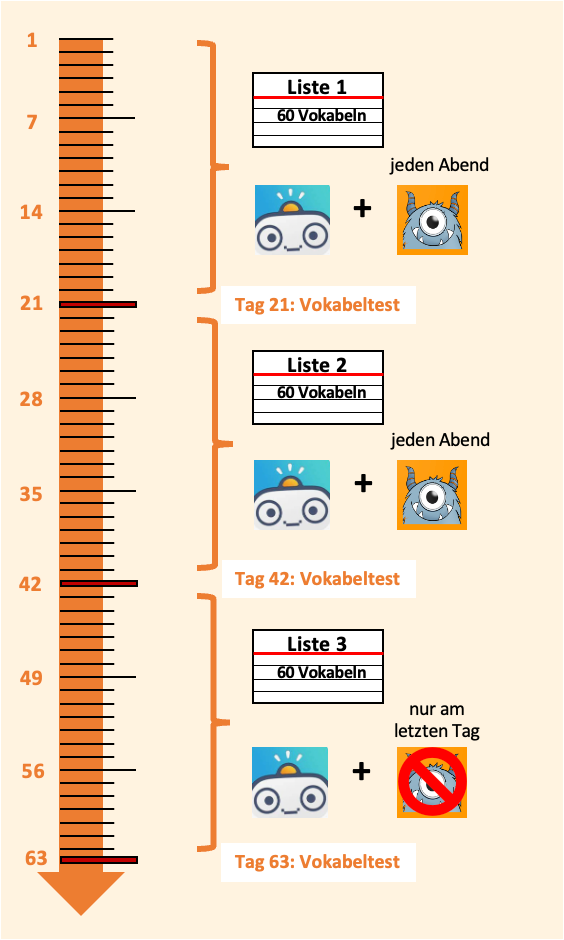 1
7
14
21
28
35
42
49
56
63
Liste 1
60 Vokabeln
jeden Abend
+
Tag 21: Vokabeltest
Liste 2
60 Vokabeln
jeden Abend
+
Tag 42: Vokabeltest
Liste 3
60 Vokabeln
nur am
letzten Tag
+
Tag 63: Vokabeltest